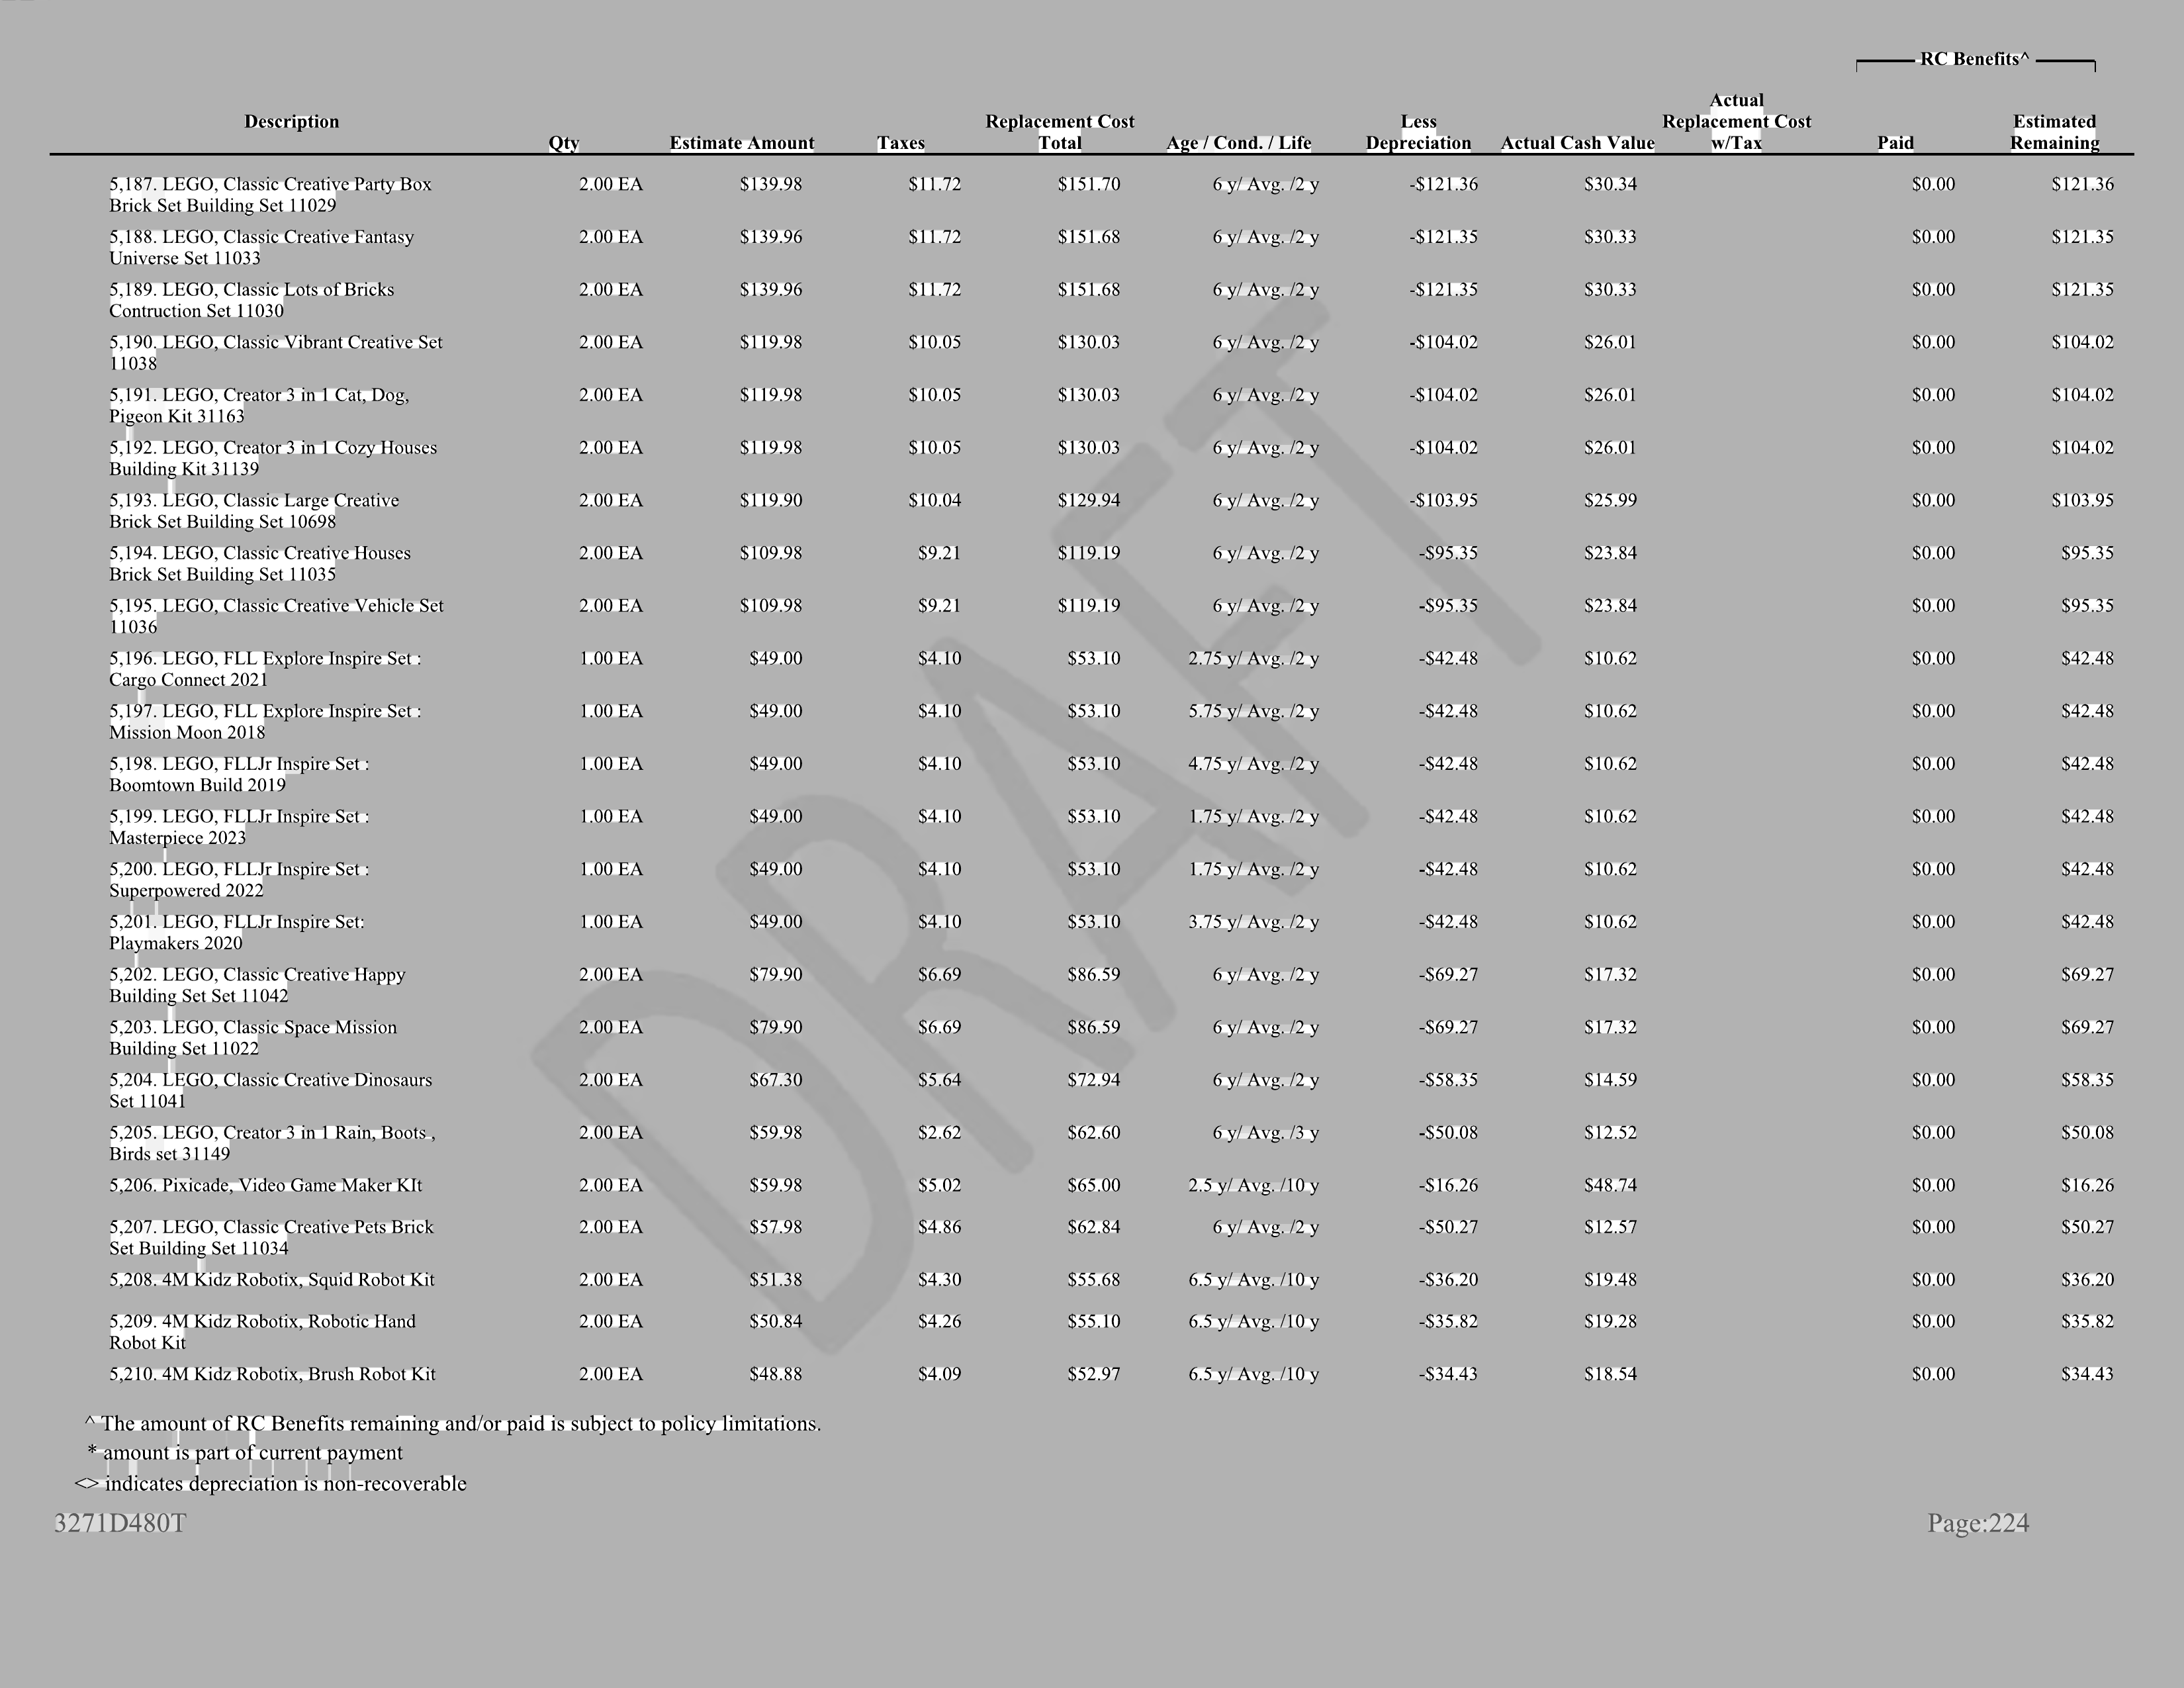 RC Benefits^
Description Qty Estimate Amount Taxes Replacement Cost Total Age / Cond. / Life Less Depreciation Actual Cash Value Actual Replacement Cost w/Tax Paid Estimated Remaining
5,187. LEGO, Classic Creative Party Box 2.00 EA $139.98 $11.72 $151.70 6 y/ Avg. /2 y -$121.36 $30.34 $0.00 $121.36
Brick Set Building Set 11029
5,188. LEGO, Classic Creative Fantasy 2.00 EA $139.96 $11.72 $151.68 6 y/ Avg. /2 y -$121.35 $30.33 $0.00 $121.35
Universe Set 11033
5,189. LEGO, Classic Lots of Bricks 2.00 EA $139.96 $11.72 $151.68 6 y/ Avg. /2 y -$121.35 $30.33 $0.00 $121.35
Contruction Set 11030
5,190. LEGO, Classic Vibrant Creative Set 2.00 EA $119.98 $10.05 $130.03 6 y/ Avg. /2 y -$104.02 $26.01 $0.00 $104.02
11038
5,191. LEGO, Creator 3 in 1 Cat, Dog, 2.00 EA $119.98 $10.05 $130.03 6 y/ Avg. /2 y -$104.02 $26.01 $0.00 $104.02
Pigeon Kit 31163
5,192. LEGO, Creator 3 in 1 Cozy Houses 2.00 EA $119.98 $10.05 $130.03 6 y/ Avg. /2 y -$104.02 $26.01 $0.00 $104.02
Building Kit 31139
5,193. LEGO, Classic Large Creative 2.00 EA $119.90 $10.04 $129.94 6 y/ Avg. /2 y -$103.95 $25.99 $0.00 $103.95
Brick Set Building Set 10698
5,194. LEGO, Classic Creative Houses 2.00 EA $109.98 $9.21 $119.19 6 y/ Avg. /2 y -$95.35 $23.84 $0.00 $95.35
Brick Set Building Set 11035
5,195. LEGO, Classic Creative Vehicle Set 2.00 EA $109.98 $9.21 $119.19 6 y/ Avg. /2 y -$95.35 $23.84 $0.00 $95.35
11036
5,196. LEGO, FLL Explore Inspire Set : 1.00 EA $49.00 $4.10 $53.10 2.75 y/ Avg. /2 y -$42.48 $10.62 $0.00 $42.48
Cargo Connect 2021
5,197. LEGO, FLL Explore Inspire Set : 1.00 EA $49.00 $4.10 $53.10 5.75 y/ Avg. /2 y -$42.48 $10.62 $0.00 $42.48
Mission Moon 2018
5,198. LEGO, FLLJr Inspire Set : 1.00 EA $49.00 $4.10 $53.10 4.75 y/ Avg. /2 y -$42.48 $10.62 $0.00 $42.48
Boomtown Build 2019
5,199. LEGO, FLLJr Inspire Set : 1.00 EA $49.00 $4.10 $53.10 1.75 y/ Avg. /2 y -$42.48 $10.62 $0.00 $42.48
Masterpiece 2023
5,200. LEGO, FLLJr Inspire Set : 1.00 EA $49.00 $4.10 $53.10 1.75 y/ Avg. /2 y -$42.48 $10.62 $0.00 $42.48
Superpowered 2022
5,201. LEGO, FLLJr Inspire Set: 1.00 EA $49.00 $4.10 $53.10 3.75 y/ Avg. /2 y -$42.48 $10.62 $0.00 $42.48
Playmakers 2020
5,202. LEGO, Classic Creative Happy 2.00 EA $79.90 $6.69 $86.59 6 y/ Avg. /2 y -$69.27 $17.32 $0.00 $69.27
Building Set Set 11042
5,203. LEGO, Classic Space Mission 2.00 EA $79.90 $6.69 $86.59 6 y/ Avg. /2 y -$69.27 $17.32 $0.00 $69.27
Building Set 11022
5,204. LEGO, Classic Creative Dinosaurs 2.00 EA $67.30 $5.64 $72.94 6 y/ Avg. /2 y -$58.35 $14.59 $0.00 $58.35
Set 11041
5,205. LEGO, Creator 3 in 1 Rain, Boots , 2.00 EA $59.98 $2.62 $62.60 6 y/ Avg. /3 y -$50.08 $12.52 $0.00 $50.08
Birds set 31149
5,206. Pixicade, Video Game Maker KIt 2.00 EA $59.98 $5.02 $65.00 2.5 y/ Avg. /10 y -$16.26 $48.74 $0.00 $16.26
5,207. LEGO, Classic Creative Pets Brick 2.00 EA $57.98 $4.86 $62.84 6 y/ Avg. /2 y -$50.27 $12.57 $0.00 $50.27
Set Building Set 11034
5,208. 4M Kidz Robotix, Squid Robot Kit 2.00 EA $51.38 $4.30 $55.68 6.5 y/ Avg. /10 y -$36.20 $19.48 $0.00 $36.20
5,209. 4M Kidz Robotix, Robotic Hand 2.00 EA $50.84 $4.26 $55.10 6.5 y/ Avg. /10 y -$35.82 $19.28 $0.00 $35.82
Robot Kit
5,210. 4M Kidz Robotix, Brush Robot Kit 2.00 EA $48.88 $4.09 $52.97 6.5 y/ Avg. /10 y -$34.43 $18.54 $0.00 $34.43
^ The amount of RC Benefits remaining and/or paid is subject to policy limitations.
* amount is part of current payment
<> indicates depreciation is non-recoverable
3271D480T Page:224
DRAFT